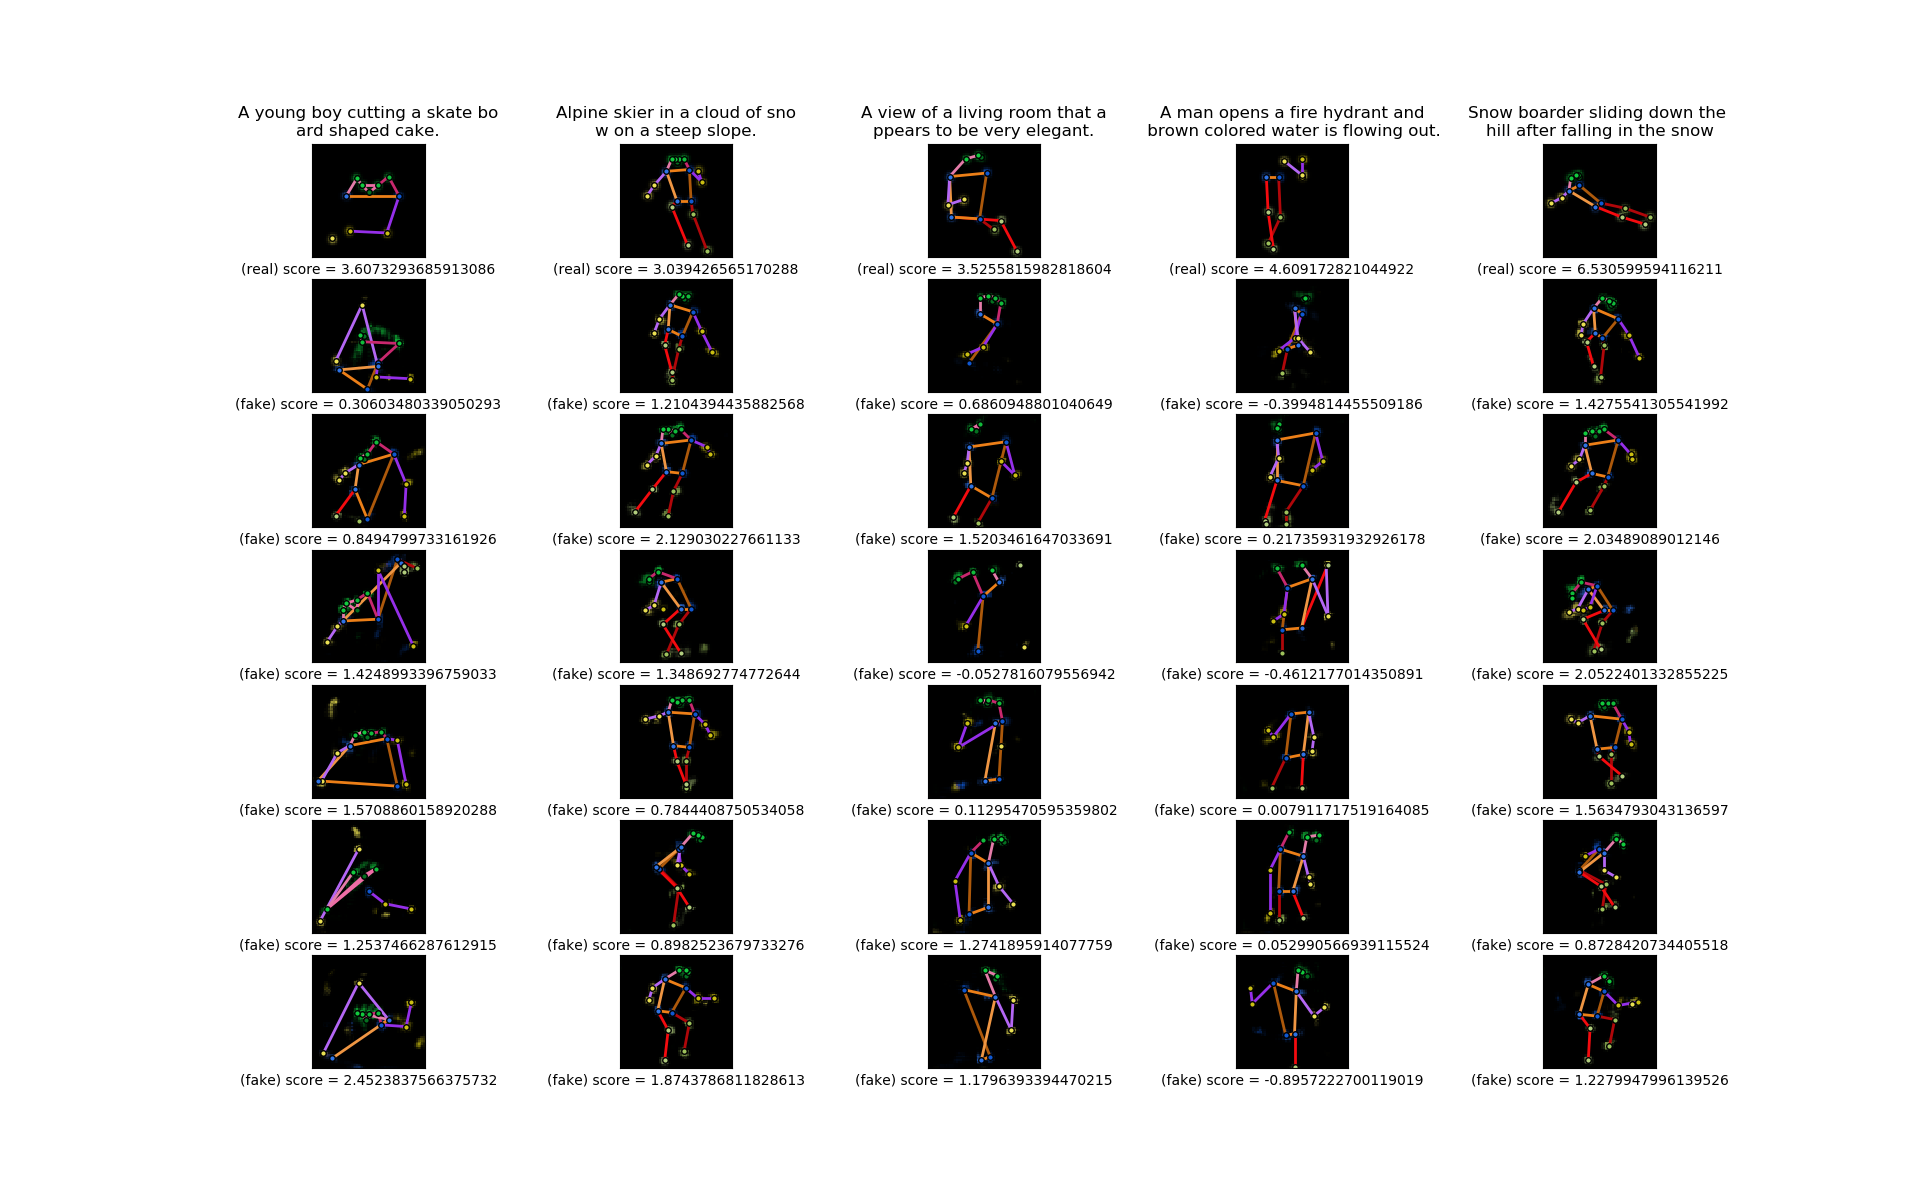 A young boy cutting a skate bo
ard shaped cake.
Alpine skier in a cloud of sno
w on a steep slope.
A view of a living room that a
ppears to be very elegant.
A man opens a fire hydrant and
brown colored water is flowing out.
Snow boarder sliding down the
hill after falling in the snow
(real) score = 3.6073293685913086
(real) score = 3.039426565170288
(real) score = 3.5255815982818604
(real) score = 4.609172821044922
(real) score = 6.530599594116211
(fake) score = 0.30603480339050293
(fake) score = 1.2104394435882568
(fake) score = 0.6860948801040649
(fake) score = -0.3994814455509186
(fake) score = 1.4275541305541992
(fake) score = 0.8494799733161926
(fake) score = 2.129030227661133
(fake) score = 1.5203461647033691
(fake) score = 0.21735931932926178
(fake) score = 2.03489089012146
(fake) score = 1.4248993396759033
(fake) score = 1.348692774772644
(fake) score = -0.0527816079556942
(fake) score = -0.4612177014350891
(fake) score = 2.0522401332855225
(fake) score = 1.5708860158920288
(fake) score = 0.7844408750534058
(fake) score = 0.11295470595359802
(fake) score = 0.007911717519164085
(fake) score = 1.5634793043136597
(fake) score = 1.2537466287612915
(fake) score = 0.8982523679733276
(fake) score = 1.2741895914077759
(fake) score = 0.052990566939115524
(fake) score = 0.8728420734405518
(fake) score = 2.4523837566375732
(fake) score = 1.8743786811828613
(fake) score = 1.1796393394470215
(fake) score = -0.8957222700119019
(fake) score = 1.2279947996139526